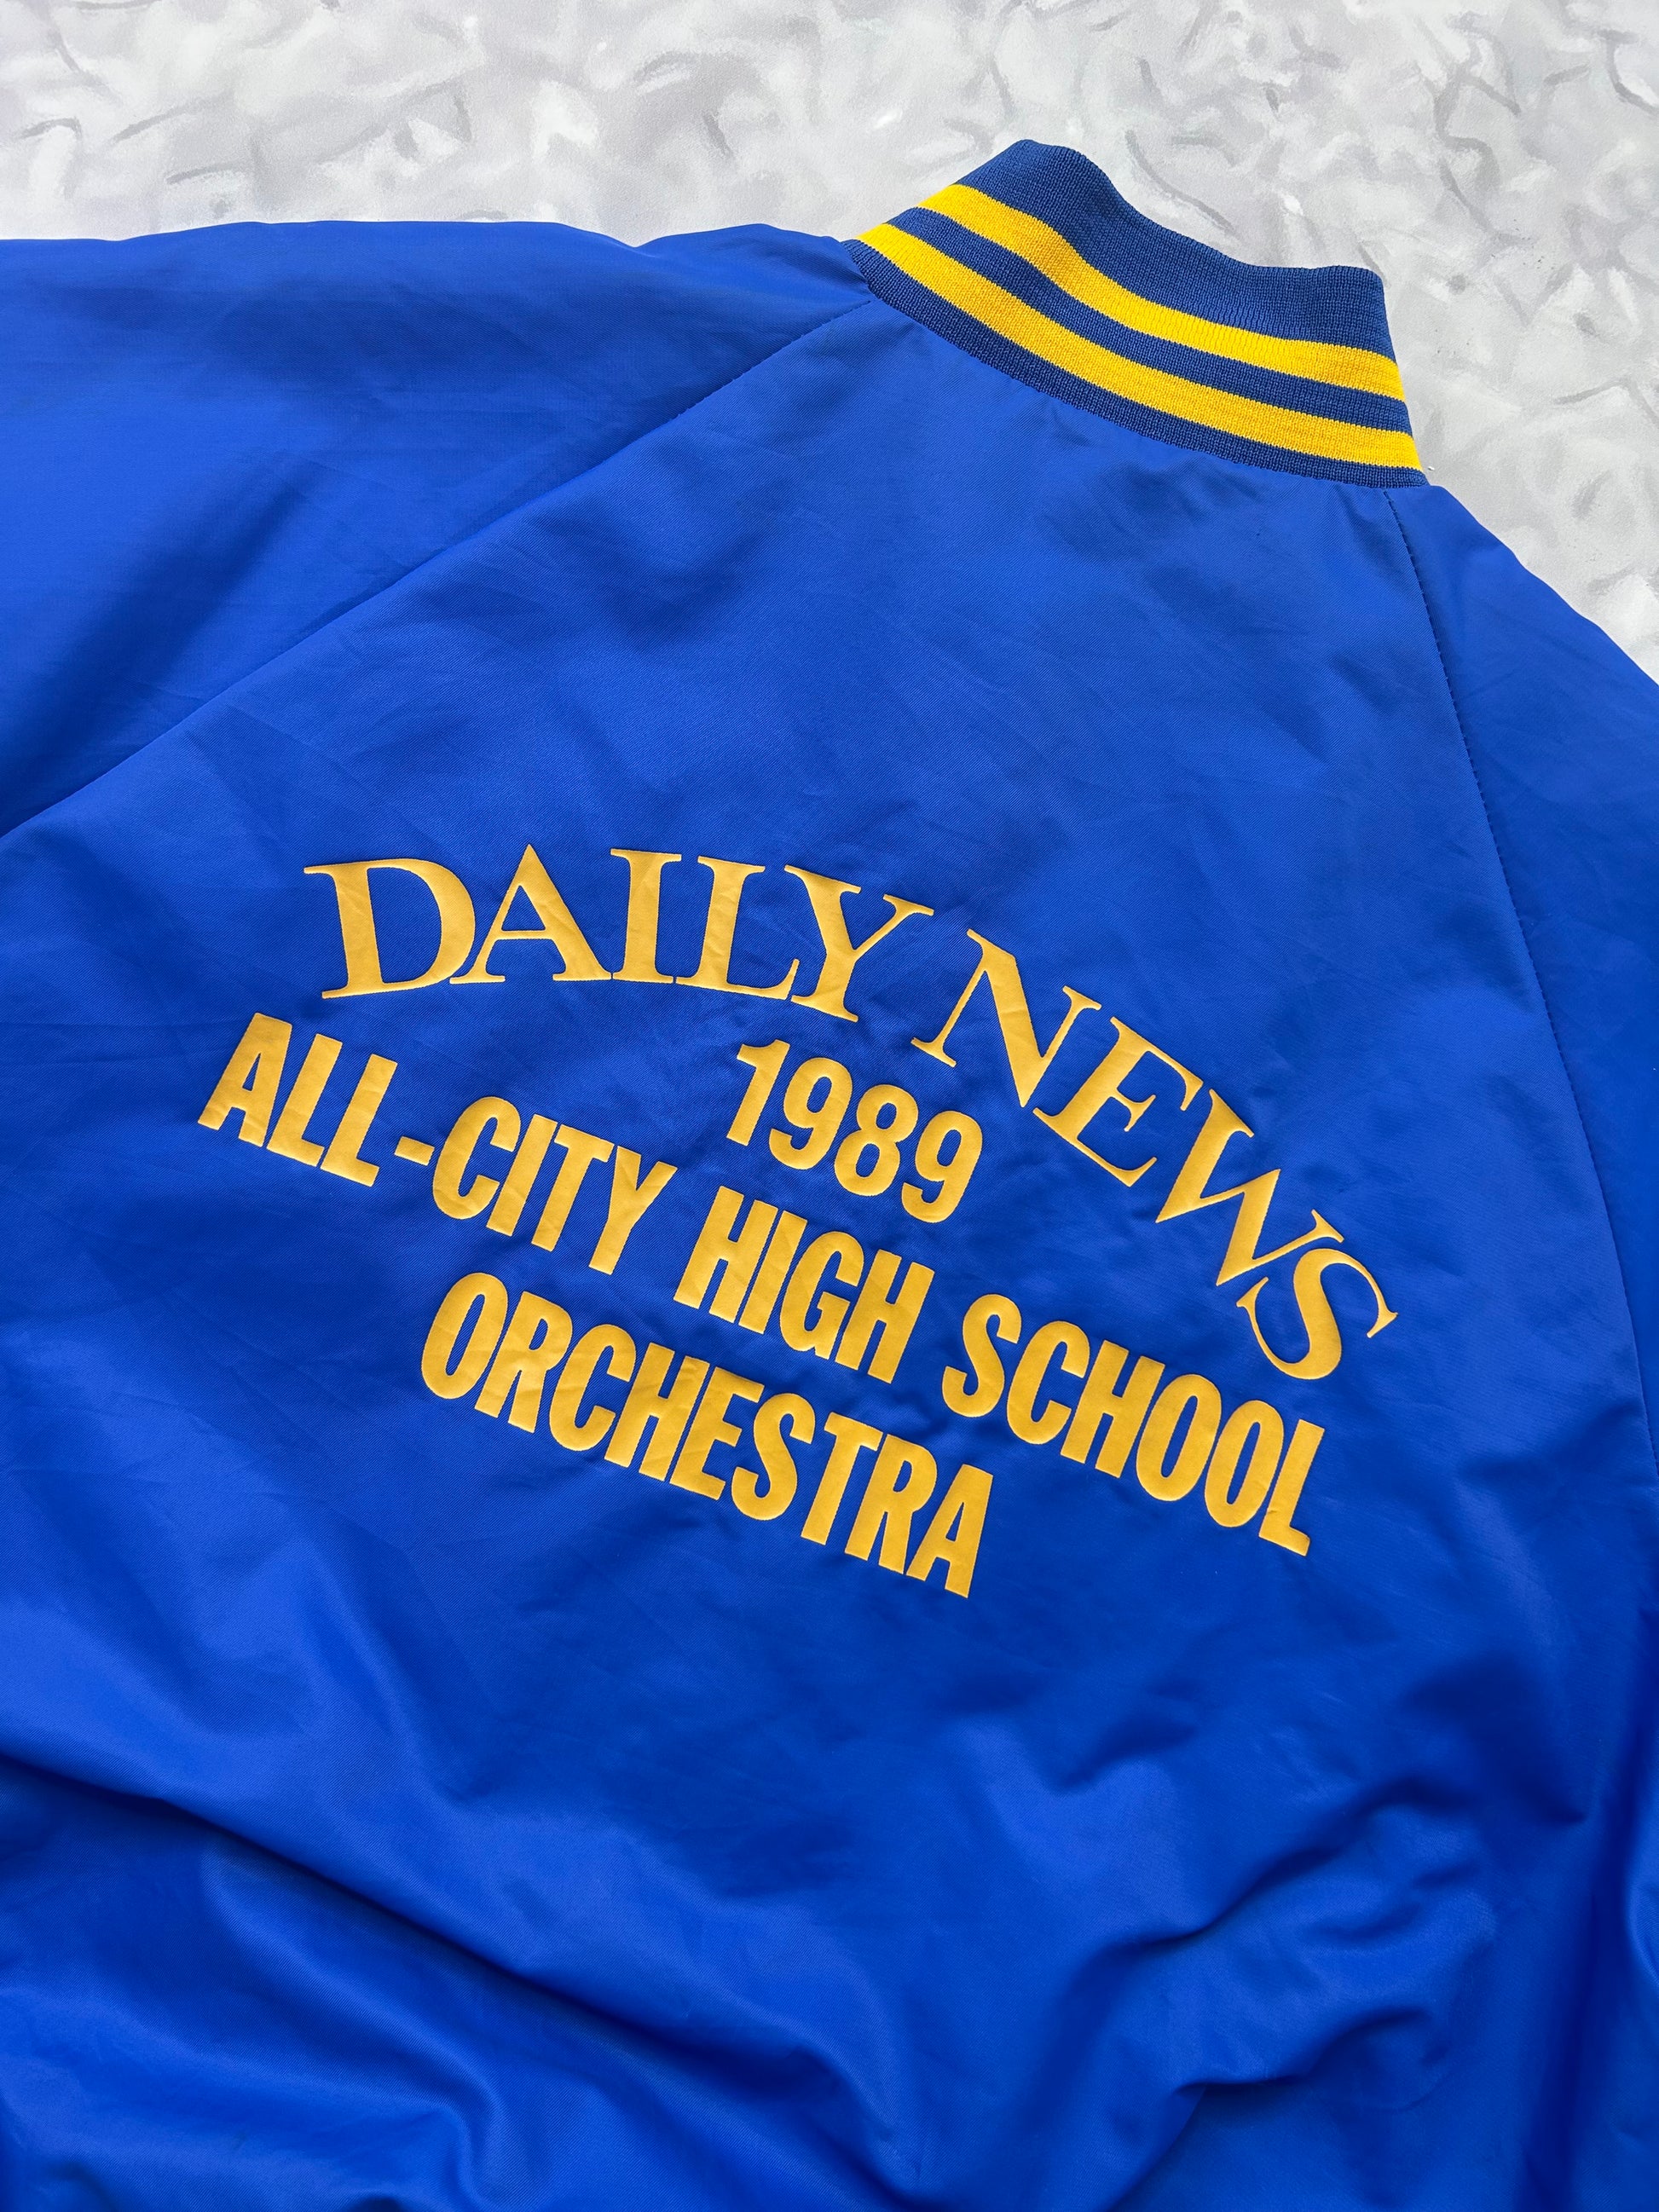 DAILY NEWS
1989
ALL-CITY HIGH SCHOOL
ORCHESTRA